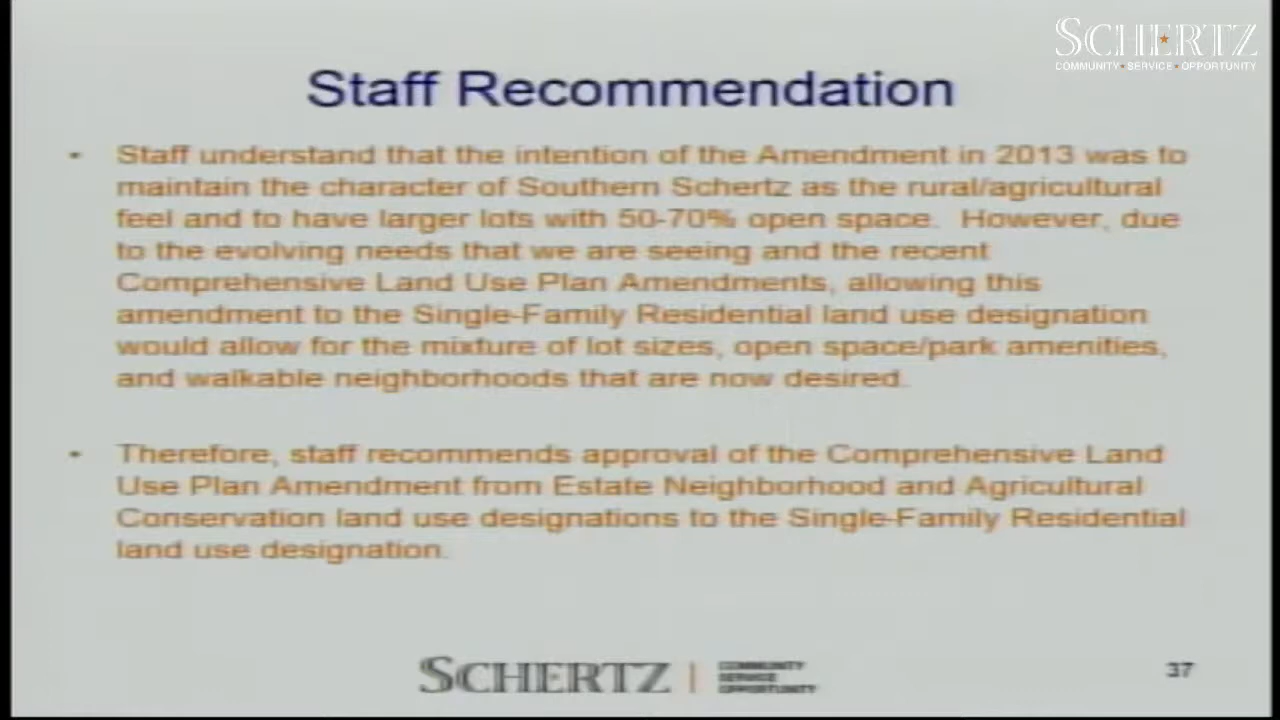 SCHERTZ
COMMUNITY★SERVICE★OPPORTUNITY
Staff Recommendation
• Staff understand that the intention of the Amendment in 2013 was to
maintain the character of Southern Schertz as the rural/agricultural
feel and to have larger lots with 50-70% open space. However, due
to the evolving needs that we are seeing and the recent
Comprehensive Land Use Plan Amendments, allowing this
amendment to the Single-Family Residential land use designation
would allow for the mixture of lot sizes, open space/park amenities,
and walkable neighborhoods that are now desired.
• Therefore, staff recommends approval of the Comprehensive Land
Use Plan Amendment from Estate Neighborhood and Agricultural
Conservation land use designations to the Single-Family Residential
land use designation.
SCHERTZ
COMMUNITY
SERVICE
OPPORTUNITY
37